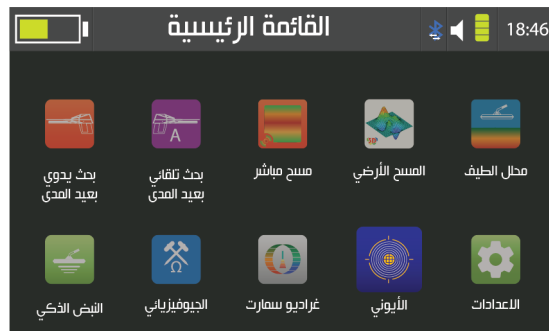 القائمة الرئيسية
18:46
محلل الطيف
المسح الأرضي
مسح مباشر
بحث تلقائي
بعيد المدى
A
بحث يدوي
بعيد المدى
الاعدادات
الأيوني
غراديو سمارت
الجيوفيزيائي
Ω
النبض الذكي